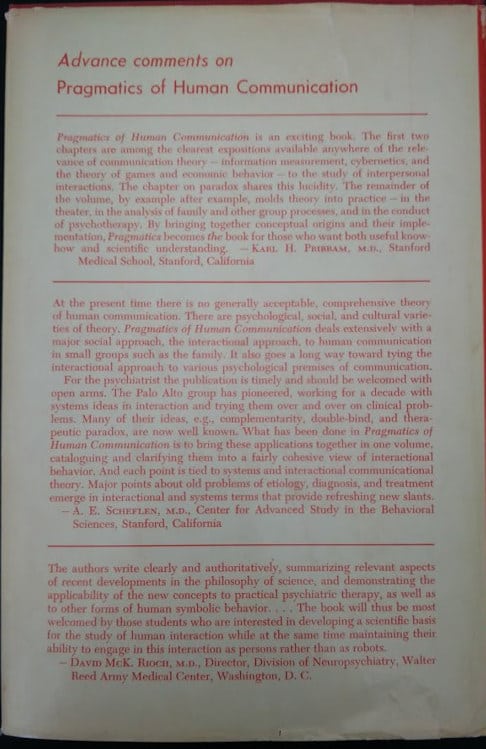 Advance comments on
Pragmatics of Human Communication
Pragmatics of Human Communication is an exciting book. The first two
chapters are among the clearest expositions available anywhere of the rele-
vance of communication theory — information measurement, cybernetics, and
the theory of games and economic behavior — to the study of interpersonal
interactions. The chapter on paradox shares this lucidity. The remainder of
the volume, by example after example, molds theory into practice — in the
theater, in the analysis of family and other group processes, and in the conduct
of psychotherapy. By bringing together conceptual origins and their imple-
mentation, Pragmatics becomes the book for those who want both useful know-
how and scientific understanding. — KARL H. PRIBRAM, M.D., Stanford
Medical School, Stanford, California
At the present time there is no generally acceptable, comprehensive theory
of human communication. There are psychological, social, and cultural varie-
ties of theory. Pragmatics of Human Communication deals extensively with a
major social approach, the interactional approach, to human communication
in small groups such as the family. It also goes a long way toward tying the
interactional approach to various psychological premises of communication.
For the psychiatrist the publication is timely and should be welcomed with
open arms. The Palo Alto group has pioneered, working for a decade with
systems ideas in interaction and trying them over and over on clinical prob-
lems. Many of their ideas, e.g., complementarity, double-bind, and thera-
peutic paradox, are now well known. What has been done in Pragmatics of
Human Communication is to bring these applications together in one volume,
cataloguing and clarifying them into a fairly cohesive view of interactional
behavior. And each point is tied to systems and interactional communicational
theory. Major points about old problems of etiology, diagnosis, and treatment
emerge in interactional and systems terms that provide refreshing new slants.
— A. E. SCHEFLEN, M.D., Center for Advanced Study in the Behavioral
Sciences, Stanford, California
The authors write clearly and authoritatively, summarizing relevant aspects
of recent developments in the philosophy of science, and demonstrating the
applicability of the new concepts to practical psychiatric therapy, as well as
to other forms of human symbolic behavior. . . . The book will thus be most
welcomed by those students who are interested in developing a scientific basis
for the study of human interaction while at the same time maintaining their
ability to engage in this interaction as persons rather than as robots.
— DAVID MCK. RIOCH, M.D., Director, Division of Neuropsychiatry, Walter
Reed Army Medical Center, Washington, D. C.